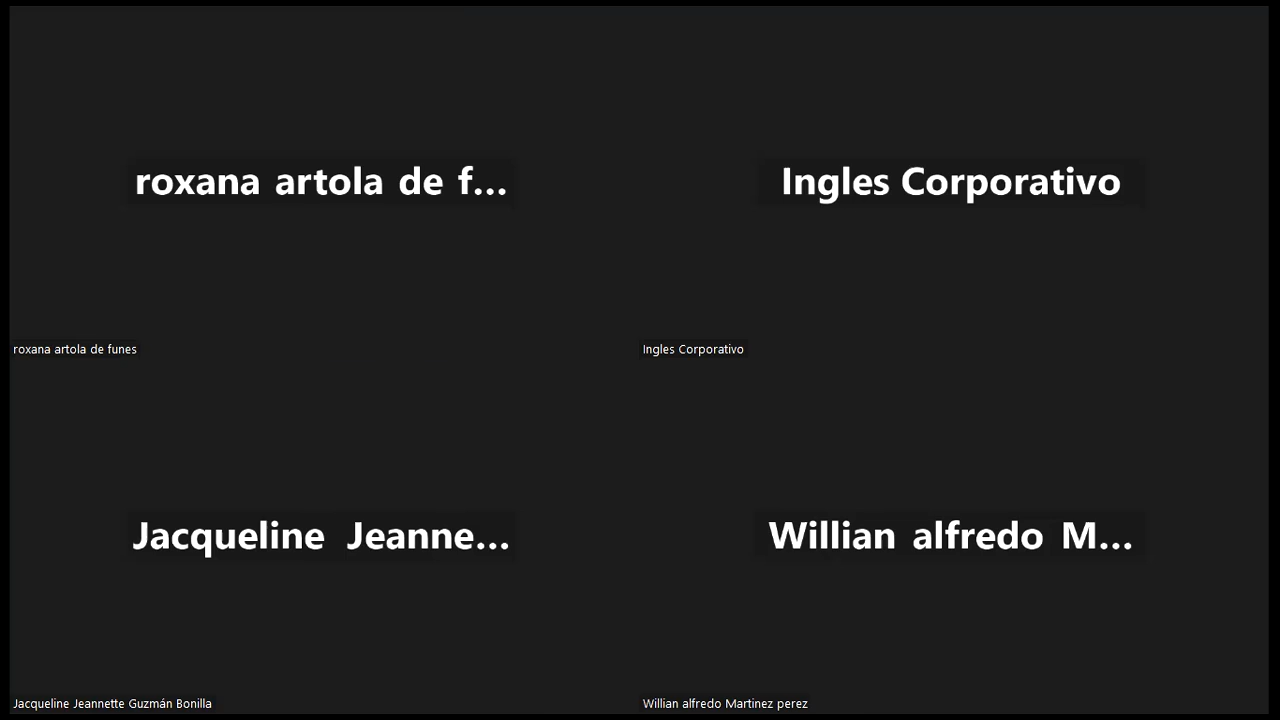 roxana artola de f...
Ingles Corporativo
roxana artola de funes
Ingles Corporativo
Jacqueline Jeanne...
Willian alfredo M...
Jacqueline Jeannette Guzmán Bonilla
Willian alfredo Martinez perez